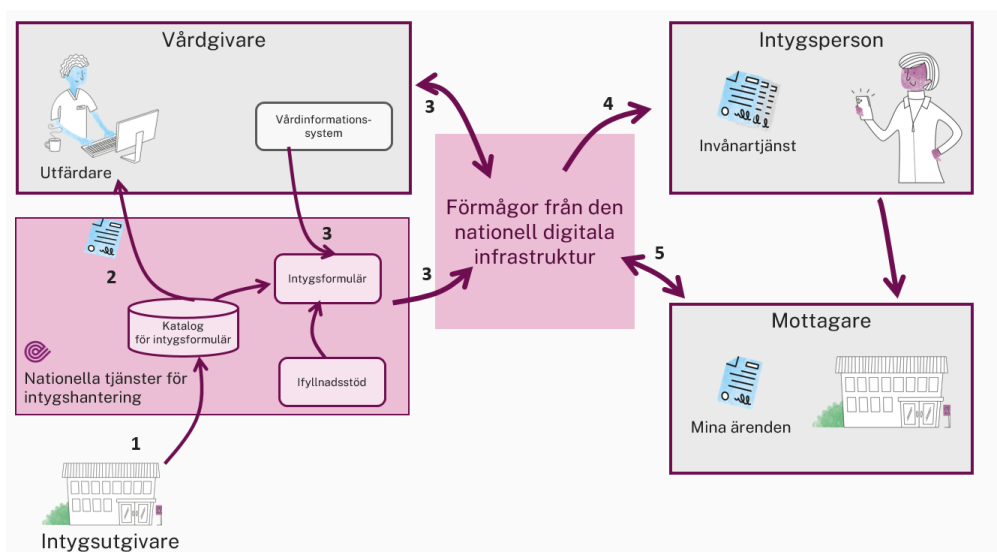 Vårdgivare
Utfärdare
Vårdinformations-
system
3
4
Intygsperson
Invånartjänst
Förmågor från den
nationell digitala
infrastruktur
2
3
Intygsformulär
3
Katalog
för intygsformulär
Ifyllnadsstöd
Nationella tjänster för
intygshantering
5
Mottagare
Mina ärenden
1
Intygsutgivare